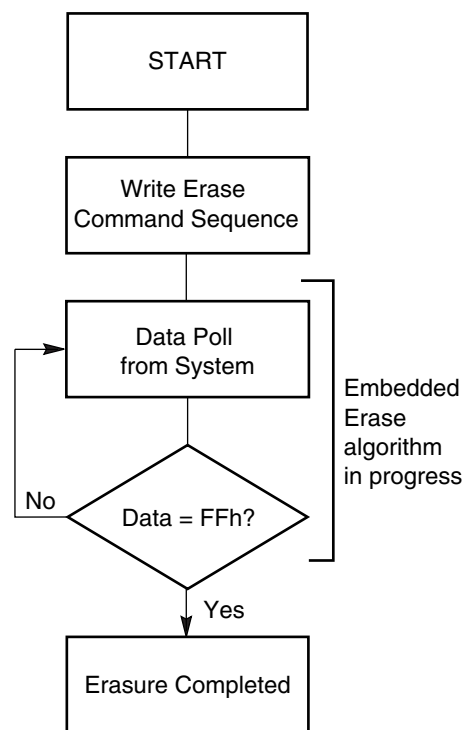 START
Write Erase
Command Sequence
Data Poll
from System
Embedded
Erase
algorithm
in progress
No
Data = FFh?
Yes
Erasure Completed